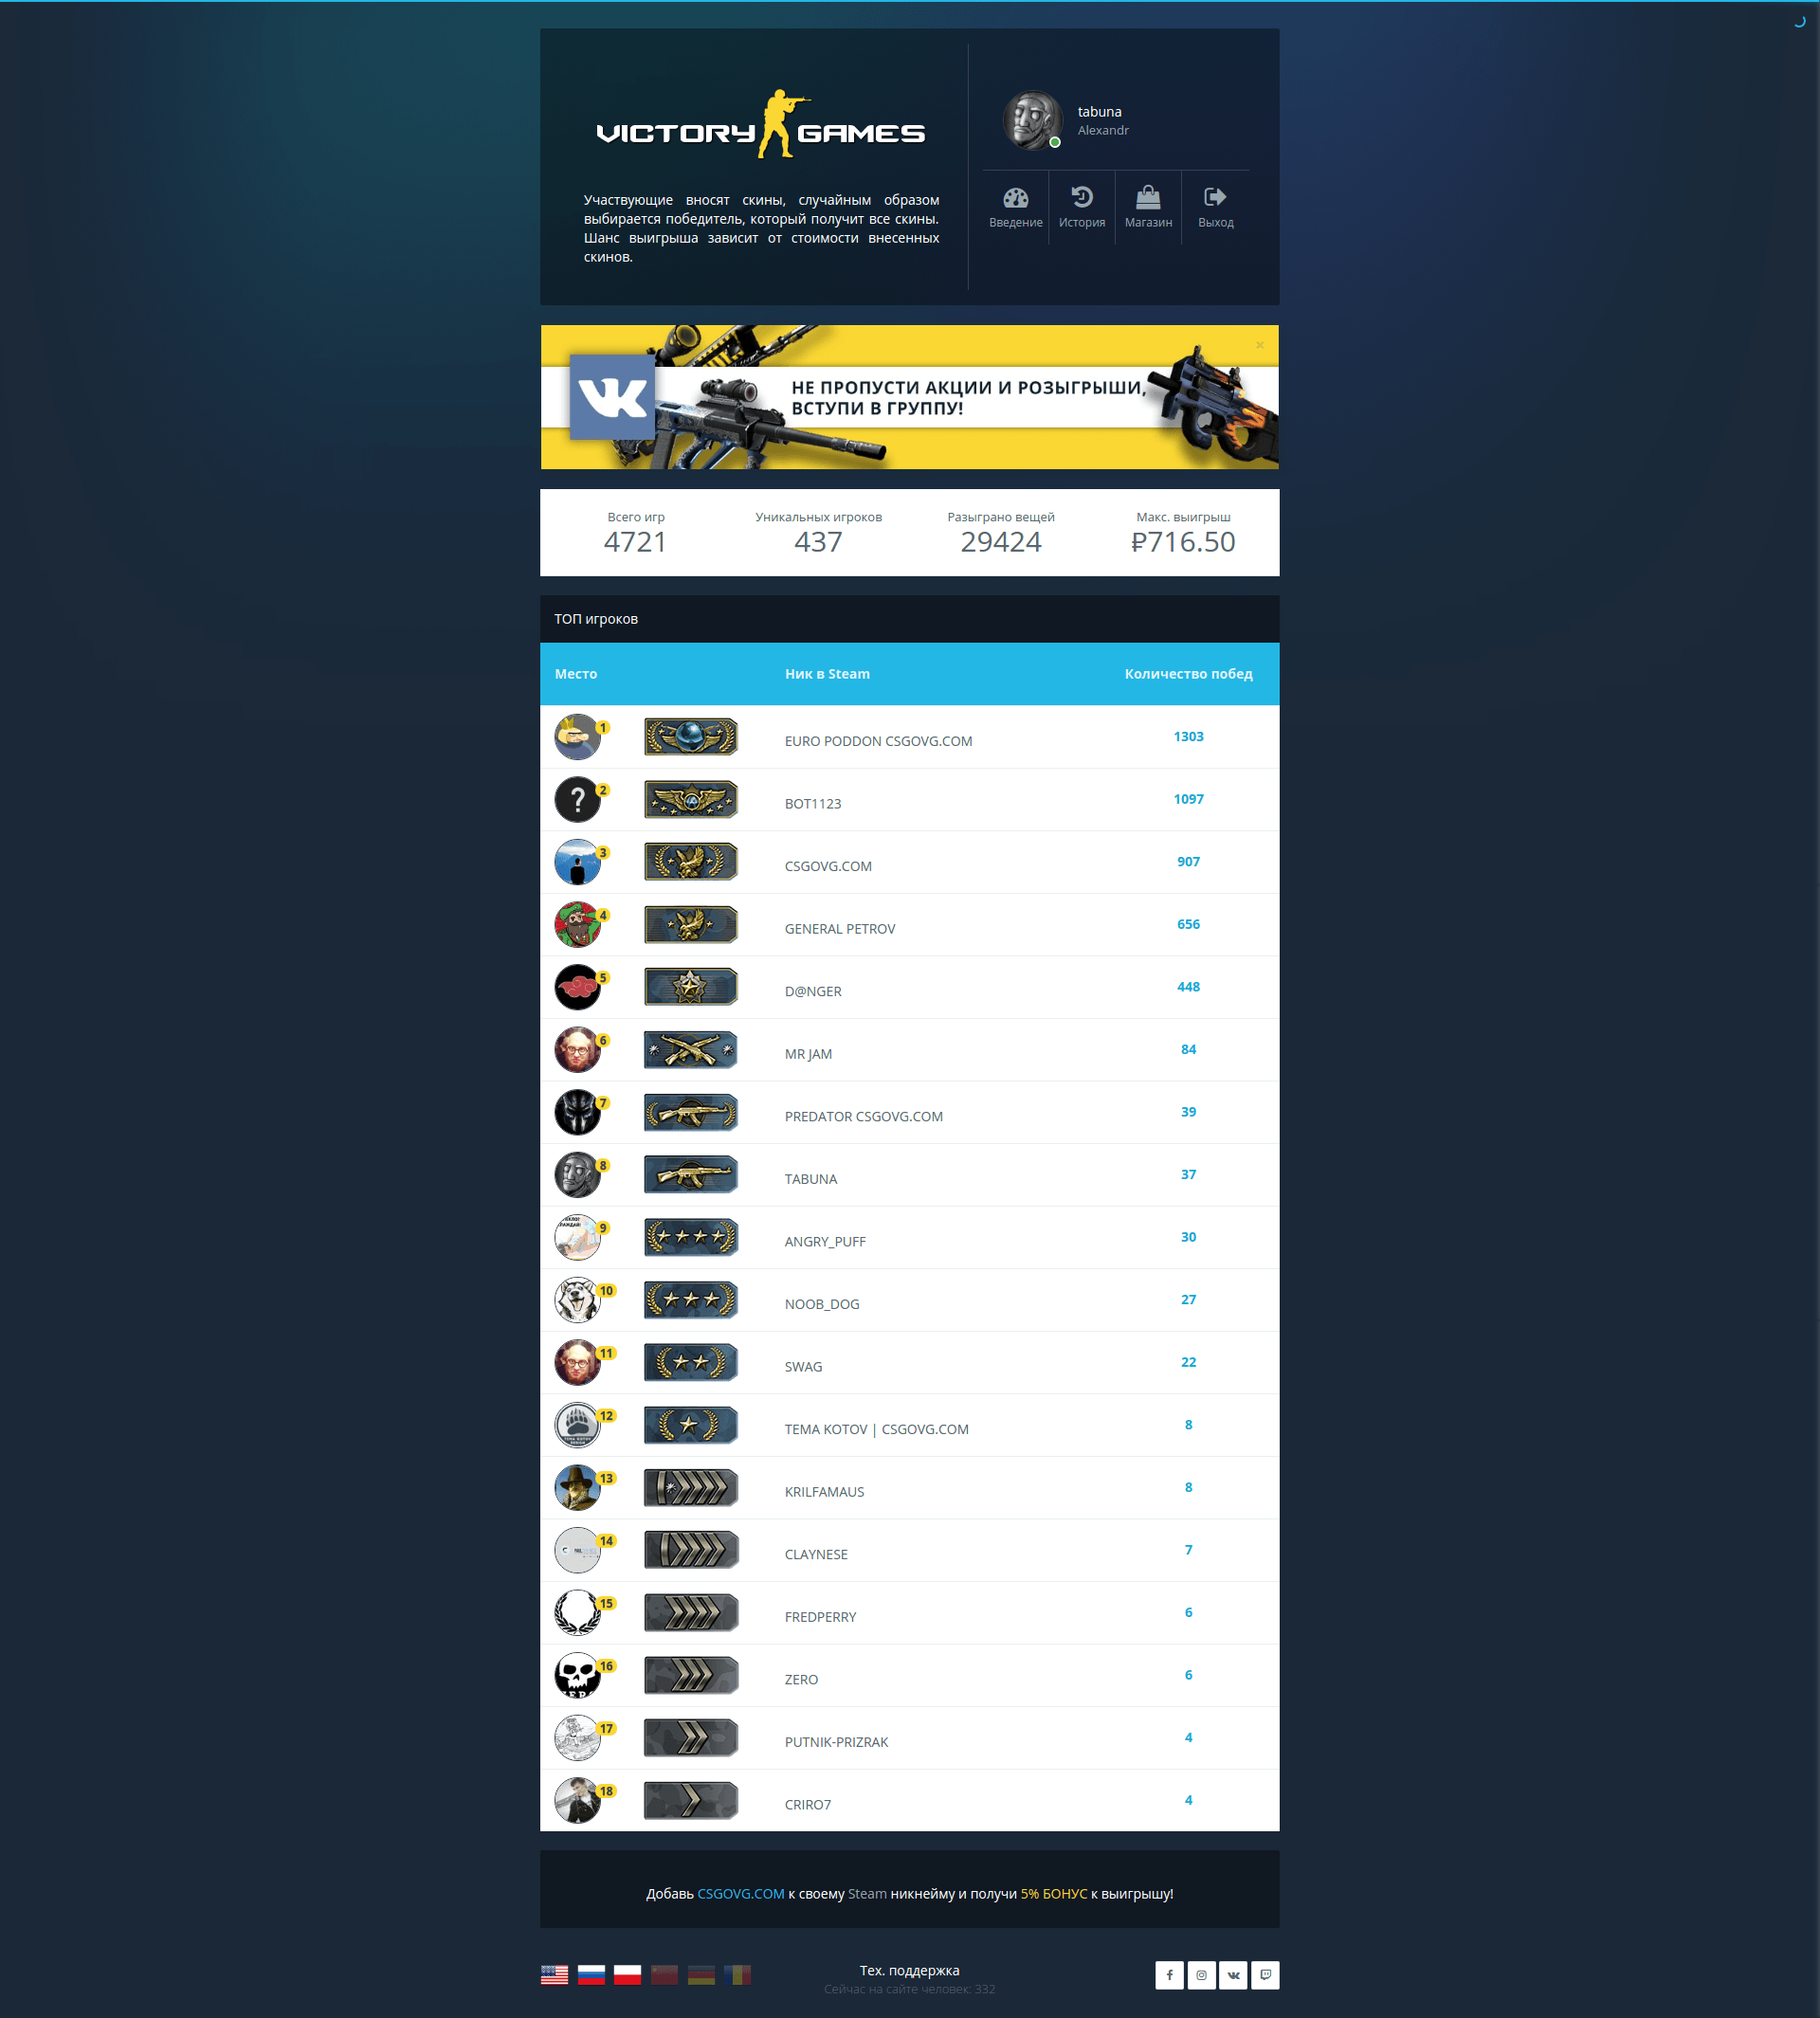 VICTORY GAMES
Участвующие вносят скины, случайным образом
выбирается победитель, который получит все скины.
Шанс выигрыша зависит от стоимости внесенных
скинов.
tabuna
Alexandr
Введение История Магазин Выход
НЕ ПРОПУСТИ АКЦИИ И РОЗЫГРЫШИ,
ВСТУПИ В ГРУППУ!
×
Всего игр Уникальных игроков Разыграно вещей Макс. выигрыш
4721 437 29424 ₽716.50
ТОП игроков
Место Ник в Steam Количество побед
1 EURO PODDON CSGOVG.COM 1303
2 BOT1123 1097
3 CSGOVG.COM 907
4 GENERAL PETROV 656
5 D@NGER 448
6 MR JAM 84
7 PREDATOR CSGOVG.COM 39
8 TABUNA 37
9 ANGRY_PUFF 30
10 NOOB_DOG 27
11 SWAG 22
12 TEMA KOTOV | CSGOVG.COM 8
13 KRILFAMAUS 8
14 CLAYNESE 7
15 FREDPERRY 6
16 ZERO 6
17 PUTNIK-PRIZRAK 4
18 CRIRO7 4
Добавь CSGOVG.COM к своему Steam никнейму и получи 5% БОНУС к выигрышу!
Тех. поддержка
Сейчас на сайте человек: 332